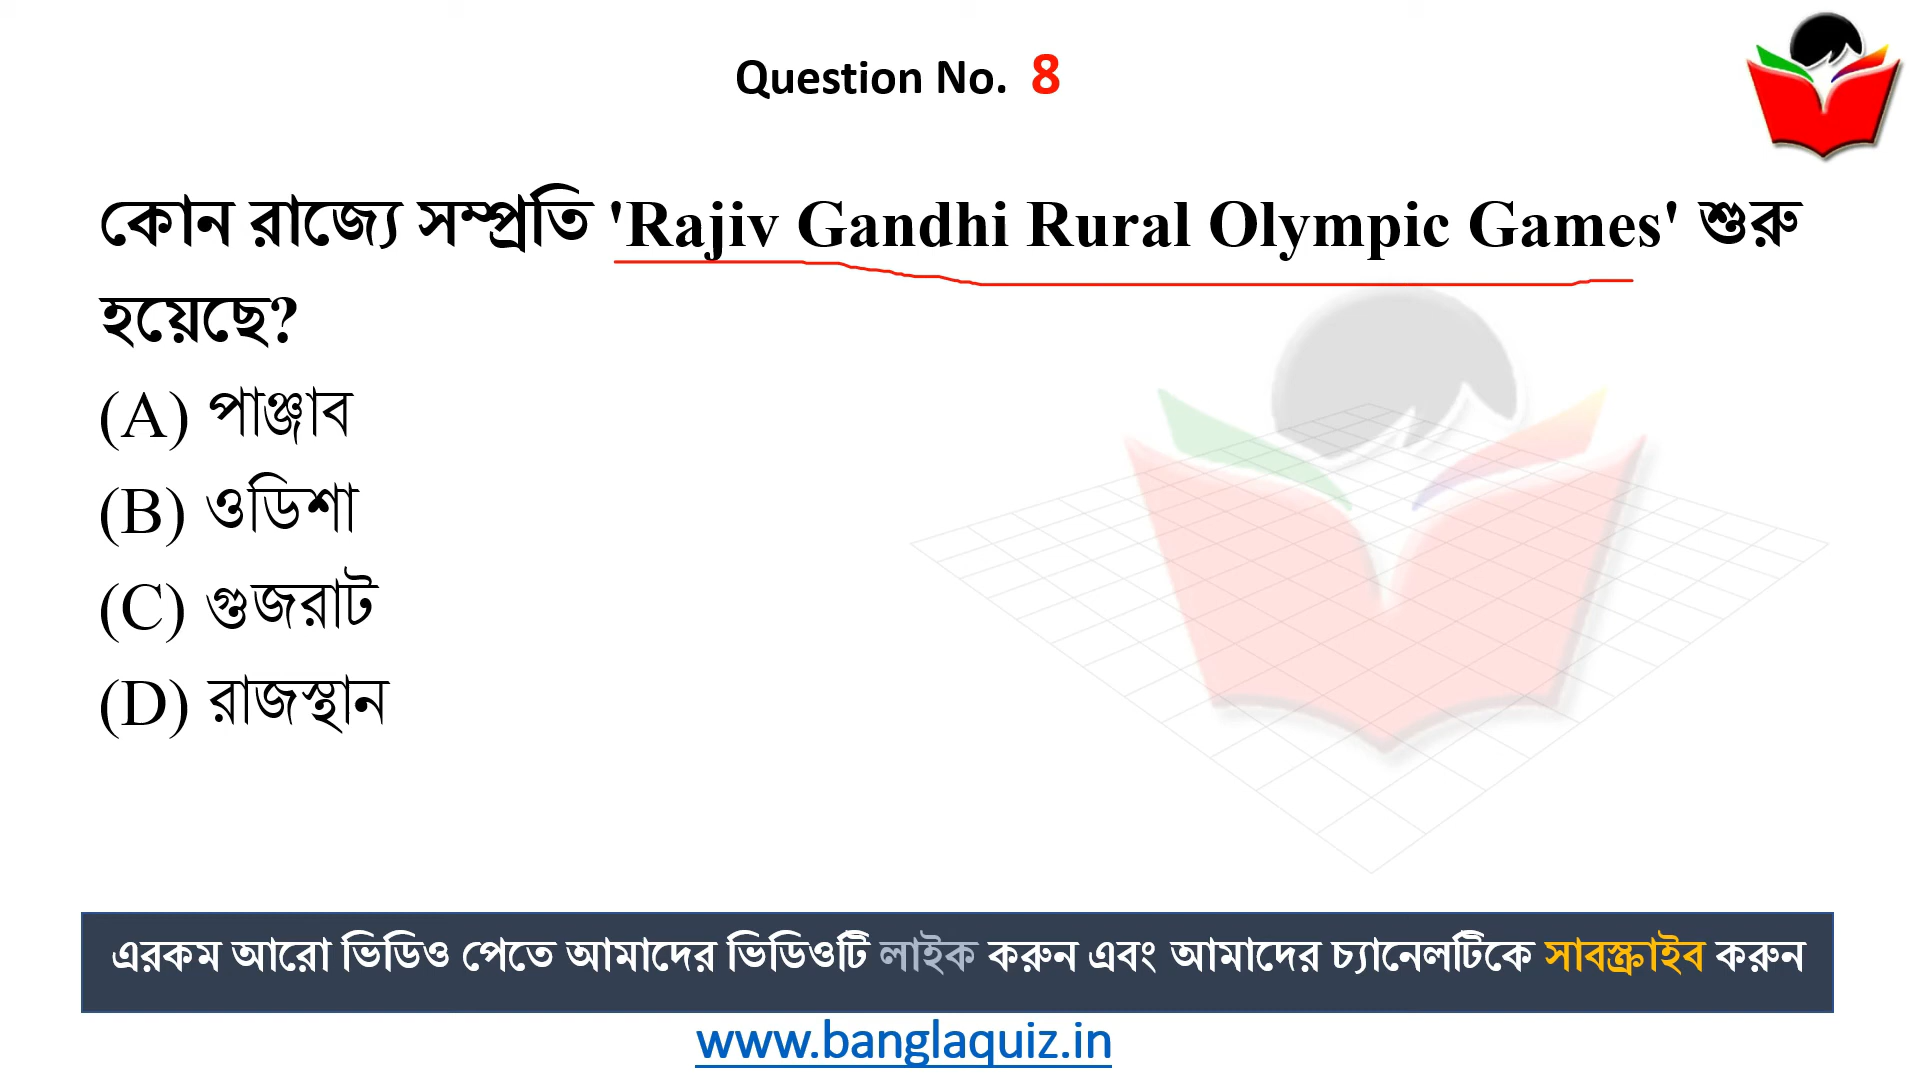 Question No. 8
কোন রাজ্যে সম্প্রতি 'Rajiv Gandhi Rural Olympic Games' শুরু
হয়েছে?
(A) পাঞ্জাব
(B) ওডিশা
(C) গুজরাট
(D) রাজস্থান
এরকম আরো ভিডিও পেতে আমাদের ভিডিওটি লাইক করুন এবং আমাদের চ্যানেলটিকে সাবস্ক্রাইব করুন
www.banglaquiz.in